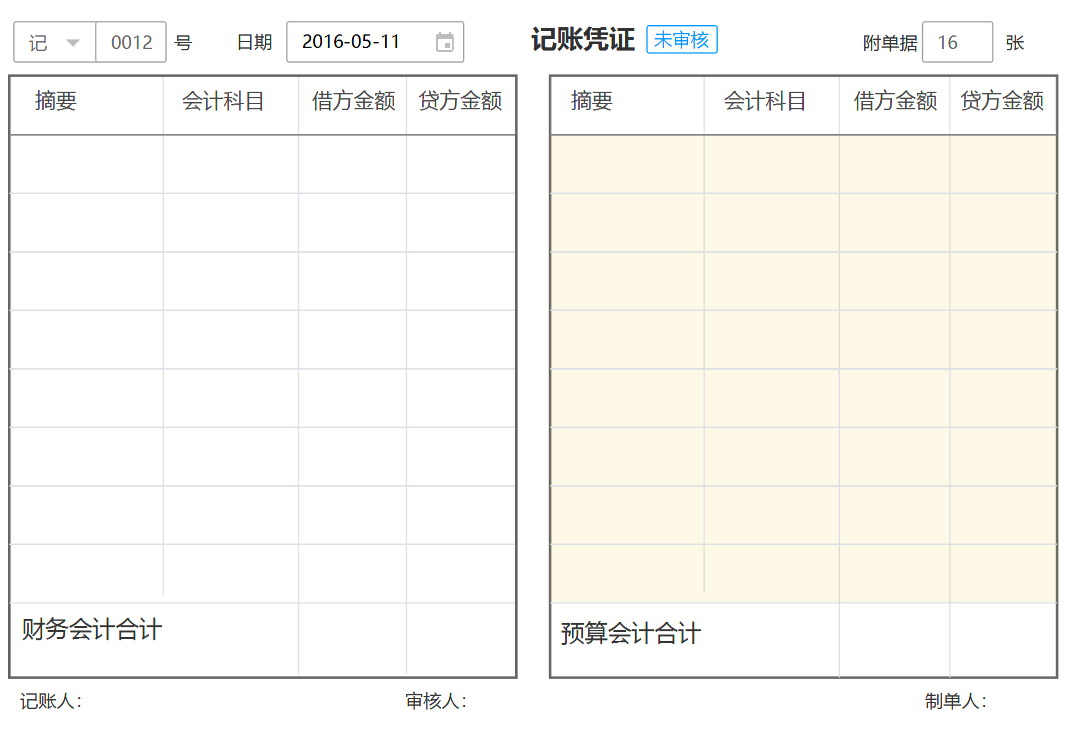 记 0012 号 日期 2016-05-11 记账凭证 未审核 附单据 16 张
摘要 会计科目 借方金额 贷方金额 摘要 会计科目 借方金额 贷方金额
财务会计合计 预算会计合计
记账人： 审核人： 制单人：